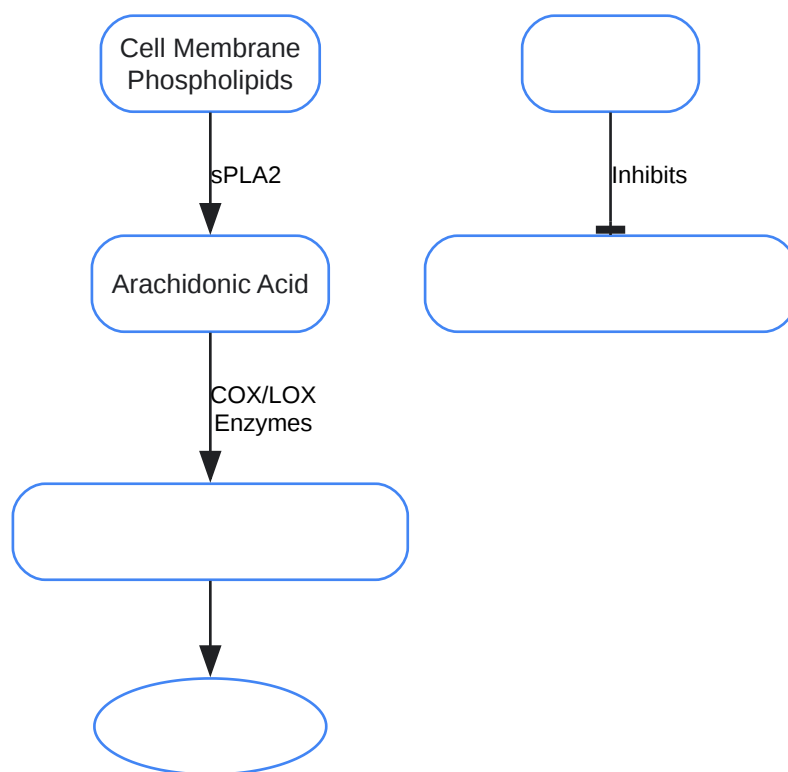 Cell Membrane
Phospholipids
sPLA2
Inhibits
Arachidonic Acid
COX/LOX
Enzymes